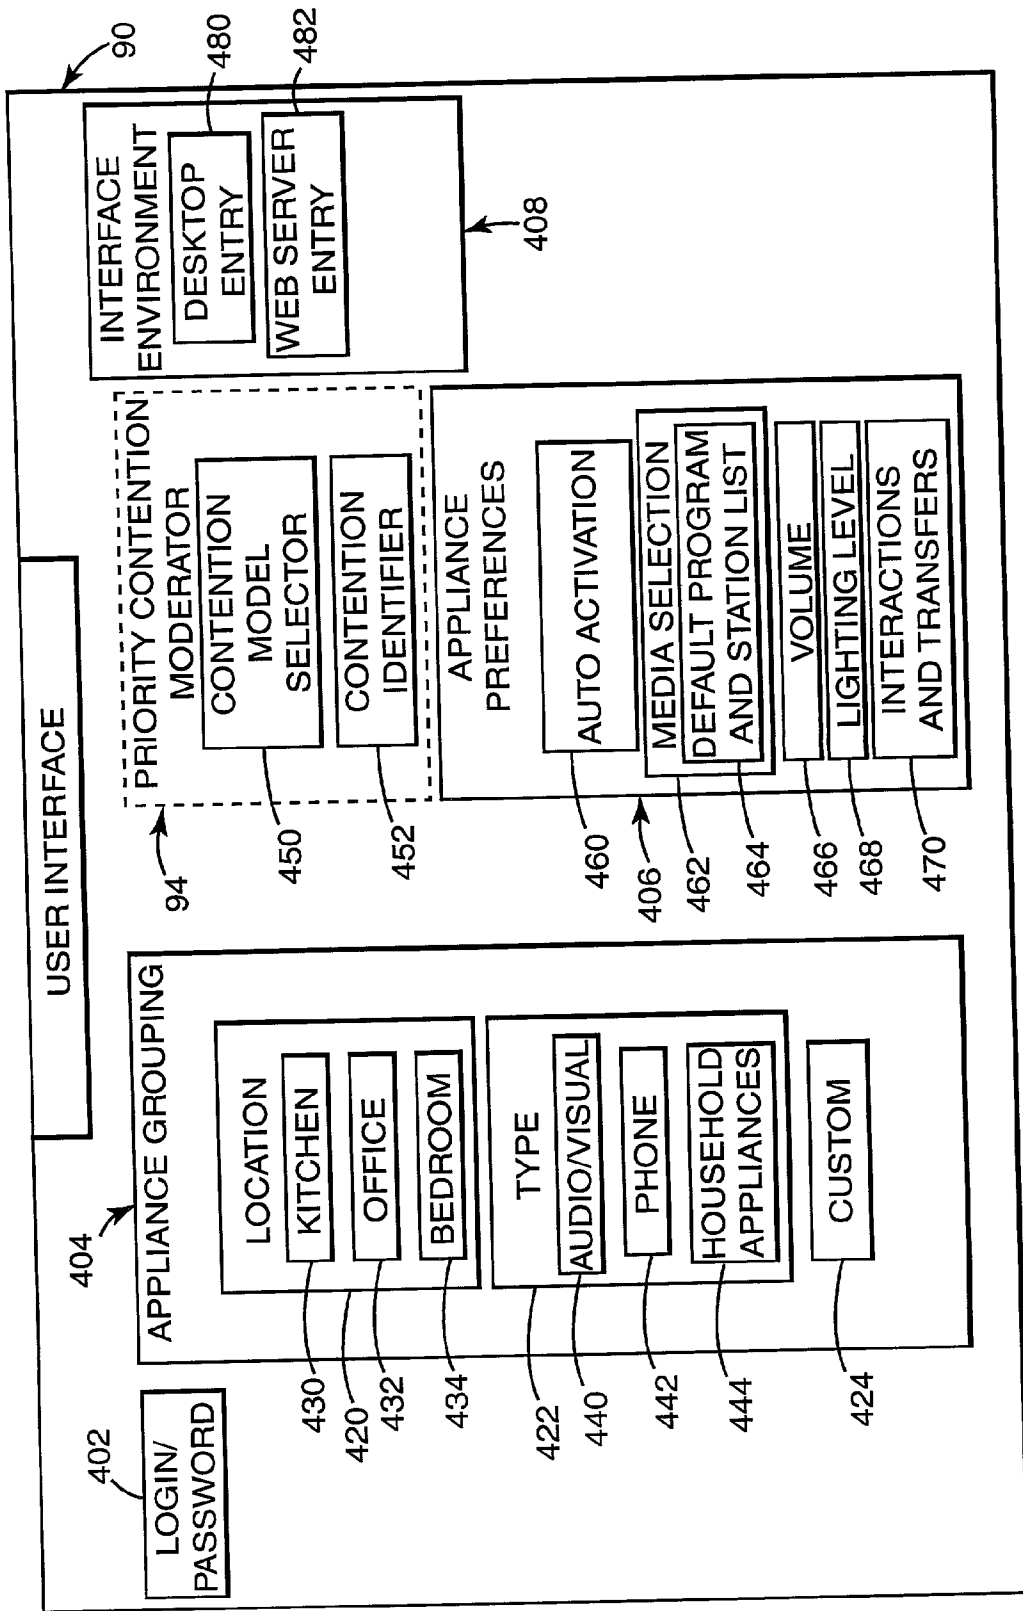 USER INTERFACE
90
402
LOGIN/
PASSWORD
404
APPLIANCE GROUPING
LOCATION
KITCHEN
OFFICE
BEDROOM
430
420
432
434
TYPE
AUDIO/VISUAL
PHONE
HOUSEHOLD
APPLIANCES
422
440
442
444
CUSTOM
424
PRIORITY CONTENTION
MODERATOR
CONTENTION
MODEL
SELECTOR
CONTENTION
IDENTIFIER
94
450
452
APPLIANCE
PREFERENCES
AUTO ACTIVATION
MEDIA SELECTION
DEFAULT PROGRAM
AND STATION LIST
VOLUME
LIGHTING LEVEL
INTERACTIONS
AND TRANSFERS
460
406
462
464
466
468
470
INTERFACE
ENVIRONMENT
DESKTOP
ENTRY
WEB SERVER
ENTRY
480
482
408